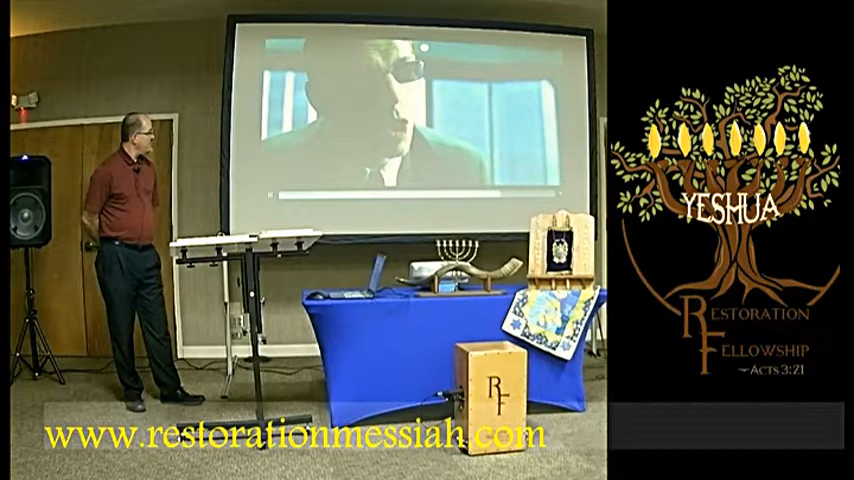 YESHUA
RESTORATION
FELLOWSHIP
~ACTS 3:21
RF
www.restorationmessiah.com